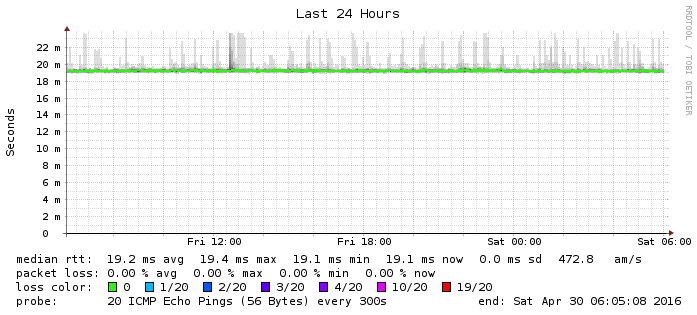 Last 24 Hours
RRDTOOL / TOBI OETIKER
Seconds
22 m
20 m
18 m
16 m
14 m
12 m
10 m
8 m
6 m
4 m
2 m
0
Fri 12:00 Fri 18:00 Sat 00:00 Sat 06:00
median rtt: 19.2 ms avg 19.4 ms max 19.1 ms min 19.1 ms now 0.0 ms sd 472.8 am/s
packet loss: 0.00 % avg 0.00 % max 0.00 % min 0.00 % now
loss color: 0 1/20 2/20 3/20 4/20 10/20 19/20
probe: 20 ICMP Echo Pings (56 Bytes) every 300s end: Sat Apr 30 06:05:08 2016